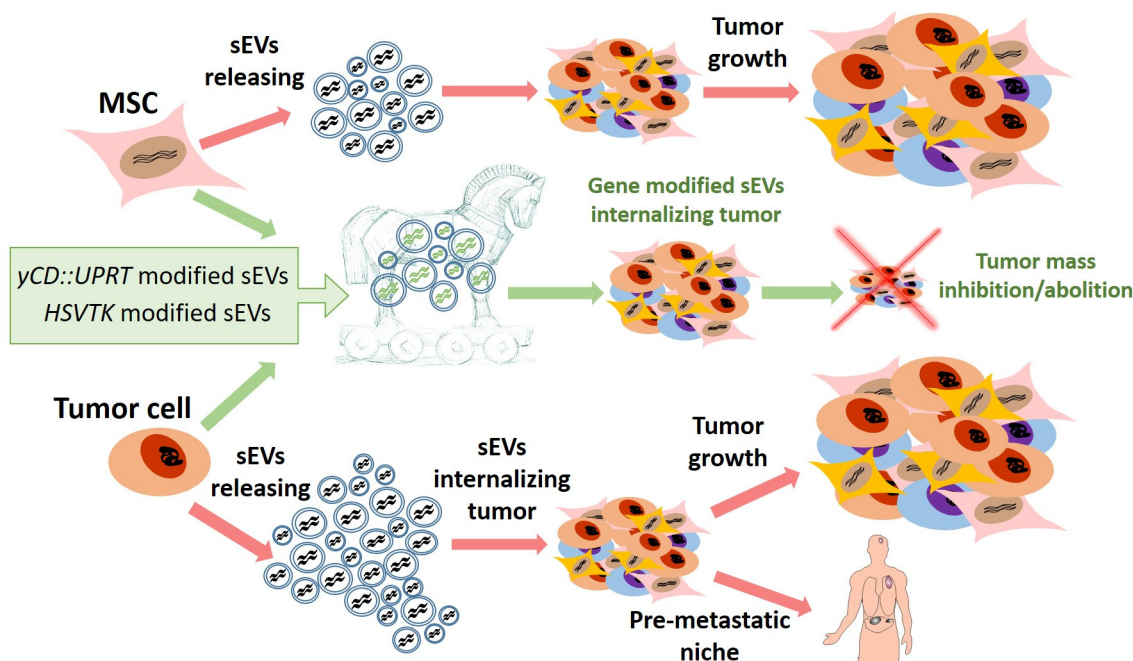 sEVs
releasing
Tumor
growth
MSC
Gene modified sEVs
internalizing tumor
yCD::UPRT modified sEVs
HSVTK modified sEVs
Tumor mass
inhibition/abolition
Tumor cell
sEVs
releasing
sEVs
internalizing
tumor
Tumor
growth
Pre-metastatic
niche